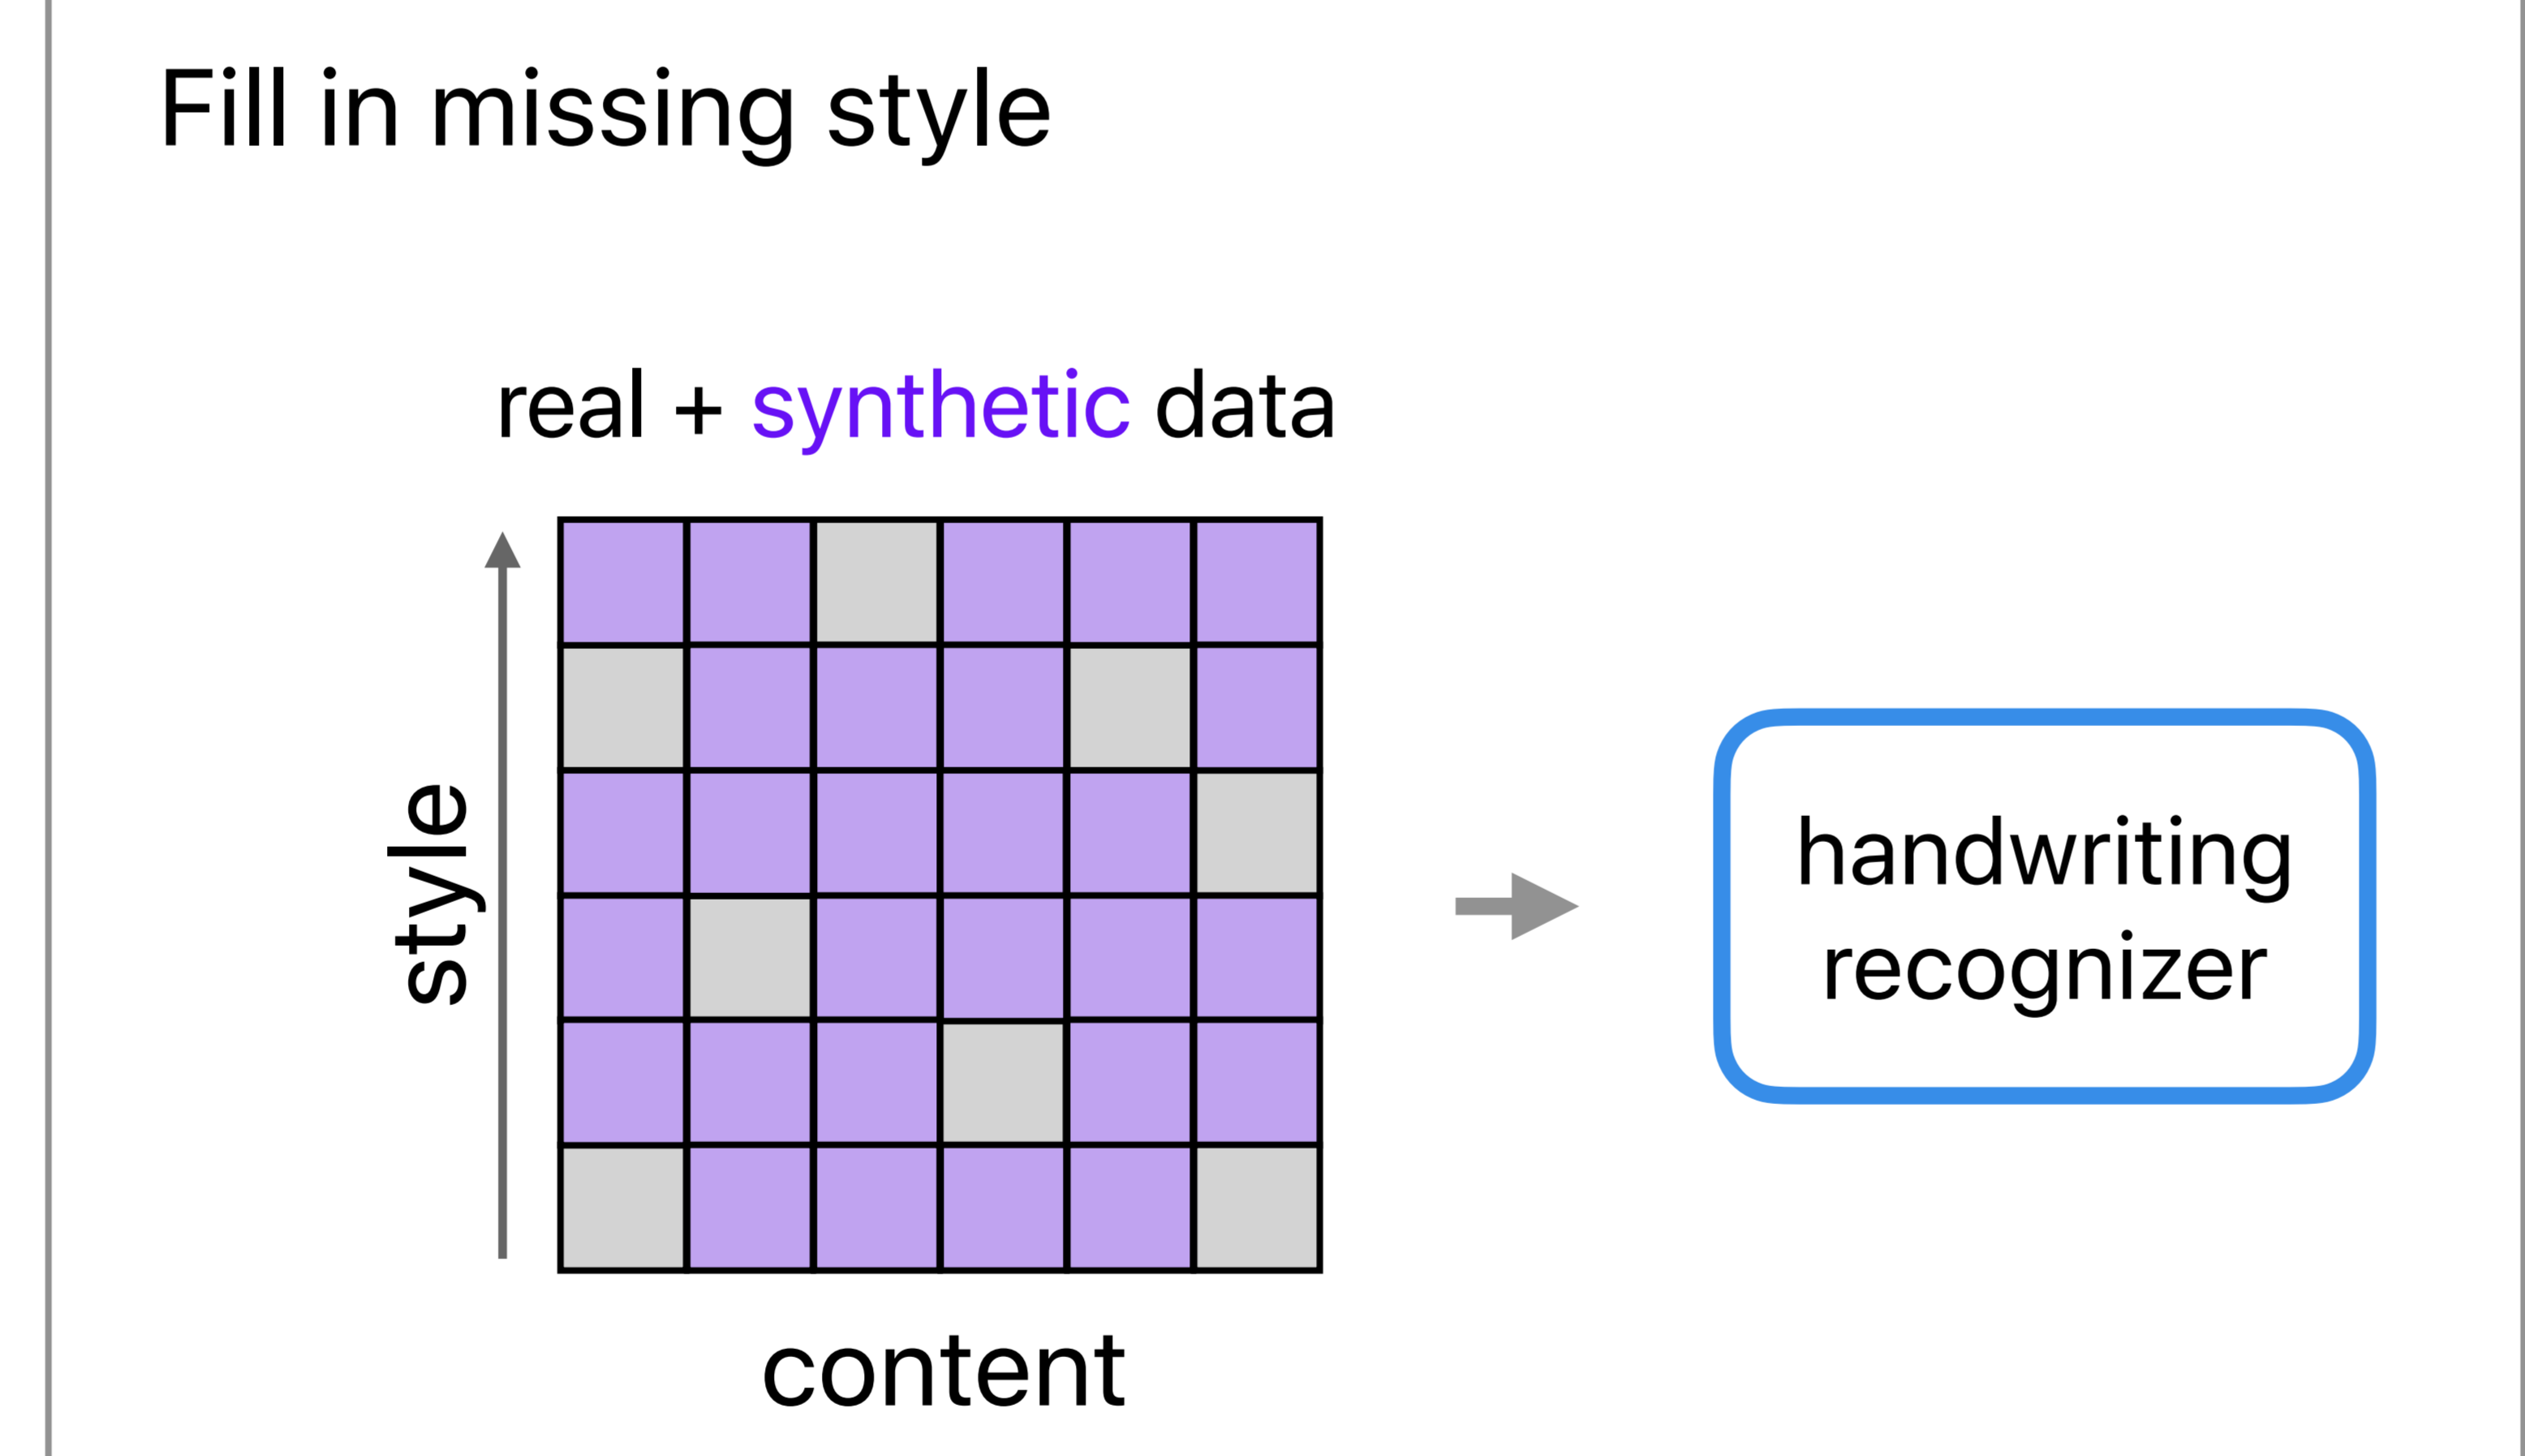 Fill in missing style
real + synthetic data
style
content
handwriting
recognizer